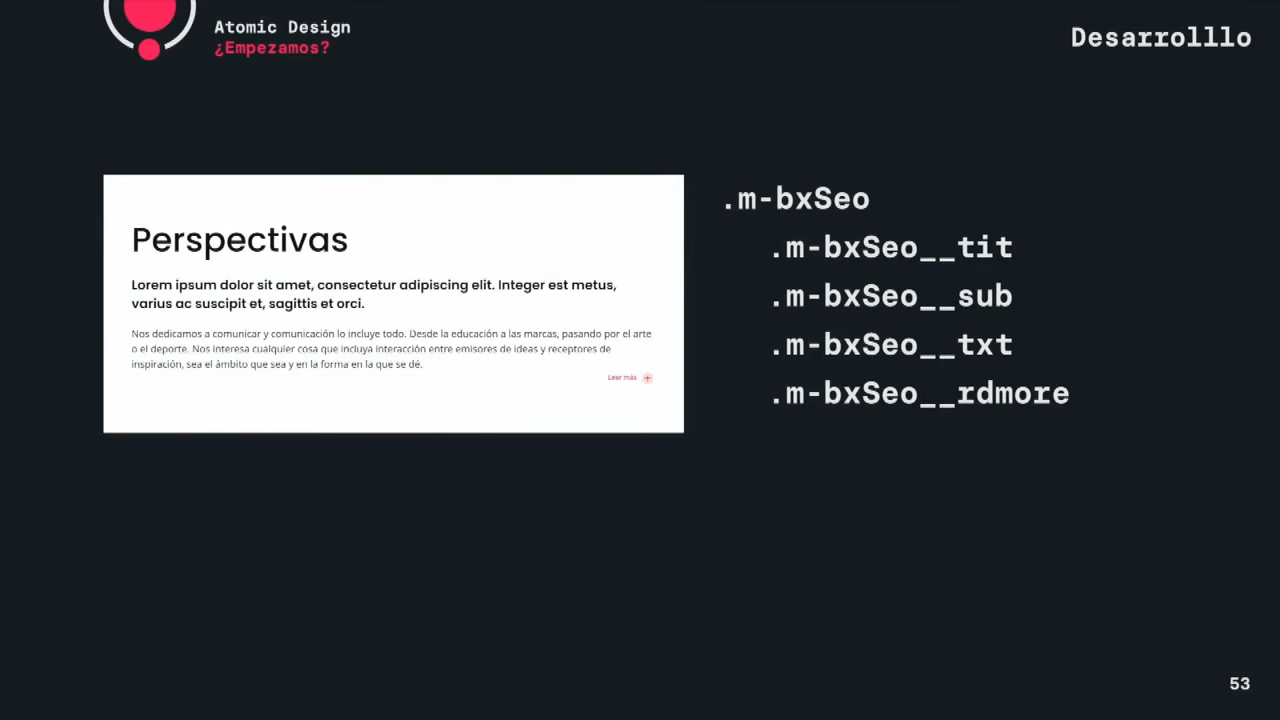 Atomic Design
¿Empezamos?
Desarrolllo
Perspectivas
Lorem ipsum dolor sit amet, consectetur adipiscing elit. Integer est metus,
varius ac suscipit et, sagittis et orci.
Nos dedicamos a comunicar y comunicación lo incluye todo. Desde la educación a las marcas, pasando por el arte
o el deporte. Nos interesa cualquier cosa que incluya interacción entre emisores de ideas y receptores de
inspiración, sea el ámbito que sea y en la forma en la que se dé.
Leer más +
.m-bxSeo
.m-bxSeo__tit
.m-bxSeo__sub
.m-bxSeo__txt
.m-bxSeo__rdmore
53